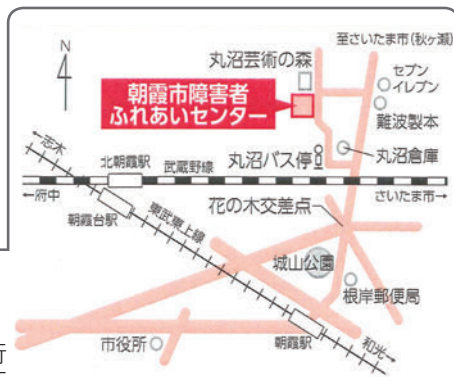 N
至さいたま市(秋ヶ瀬)
丸沼芸術の森
セブン
イレブン
朝霞市障害者
ふれあいセンター
難波製本
←志木
丸沼バス停
丸沼倉庫
北朝霞駅
武蔵野線
←府中
さいたま市→
朝霞台駅
東武東上線
花の木交差点
城山公園
根岸郵便局
市役所
朝霞駅
和光→